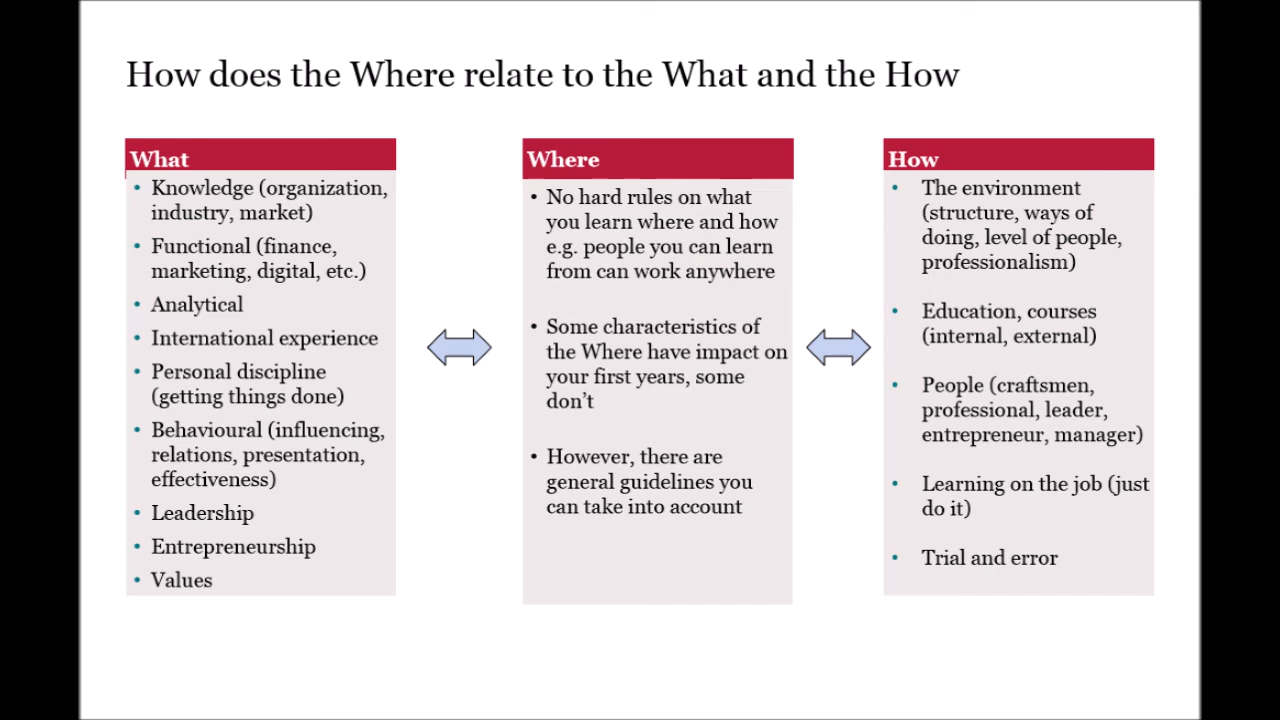 How does the Where relate to the What and the How
What
Knowledge (organization,
industry, market)
Functional (finance,
marketing, digital, etc.)
Analytical
International experience
Personal discipline
(getting things done)
Behavioural (influencing,
relations, presentation,
effectiveness)
Leadership
Entrepreneurship
Values
Where
No hard rules on what
you learn where and how
e.g. people you can learn
from can work anywhere
Some characteristics of
the Where have impact on
your first years, some
don’t
However, there are
general guidelines you
can take into account
How
The environment
(structure, ways of
doing, level of people,
professionalism)
Education, courses
(internal, external)
People (craftsmen,
professional, leader,
entrepreneur, manager)
Learning on the job (just
do it)
Trial and error